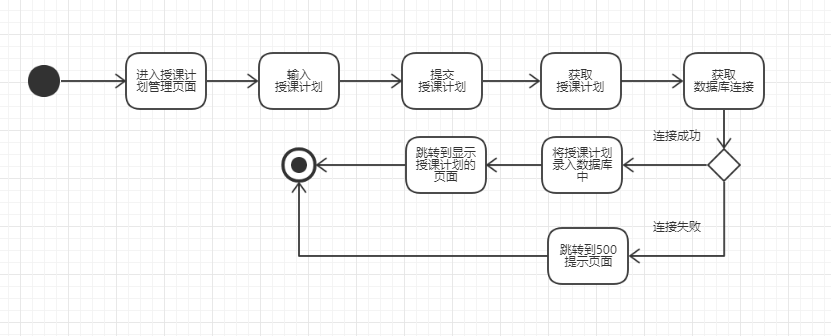 进入授课计
划管理页面
输入
授课计划
提交
授课计划
获取
授课计划
获取
数据库连接
连接成功
跳转到显示
授课计划的
页面
将授课计划
录入数据库
中
连接失败
跳转到500
提示页面